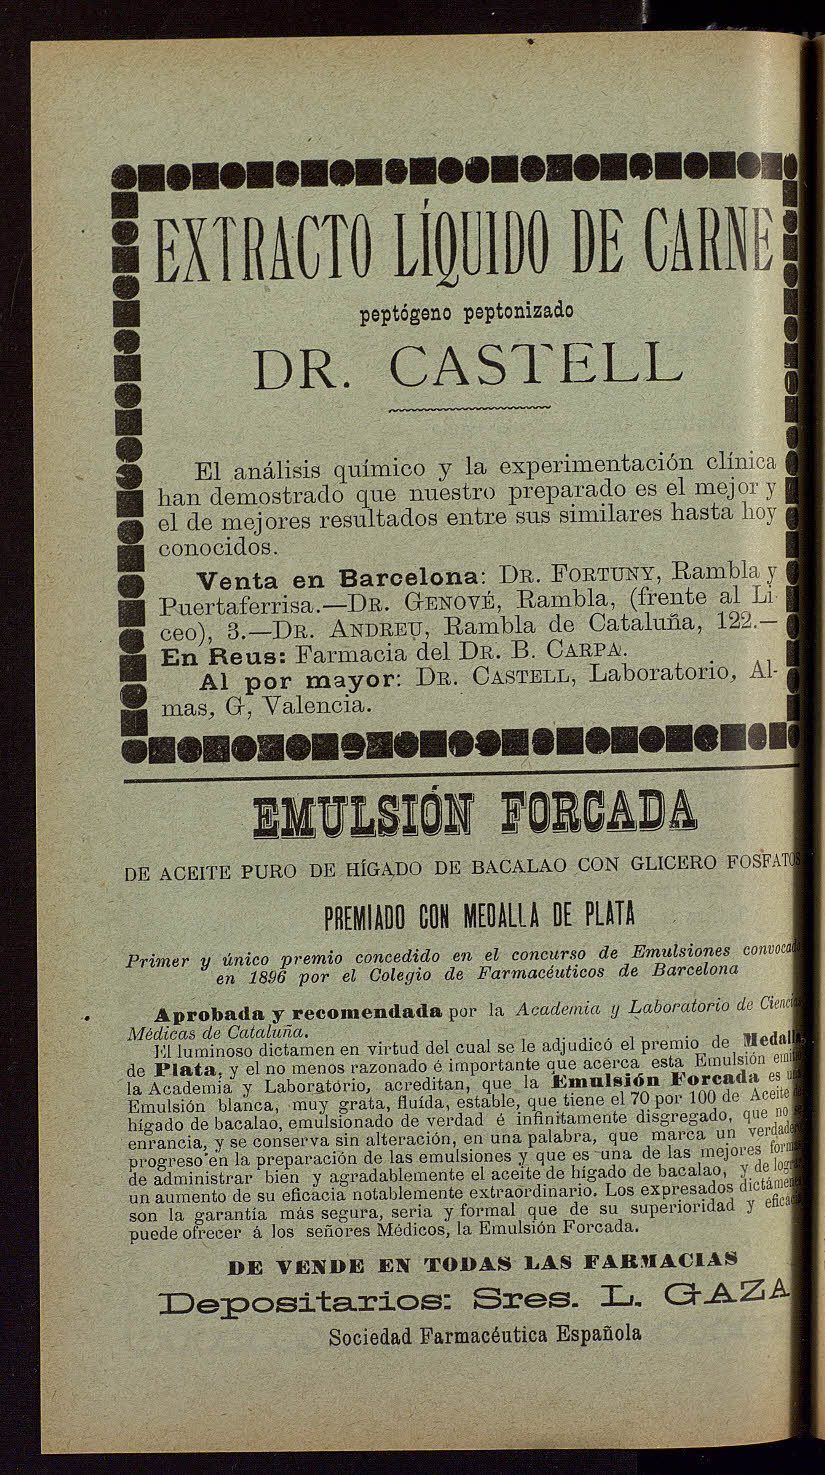 EXTRACTO LÍQUIDO DE CARNE
peptógeno peptonizado
DR. CASTELL
El análisis químico y la experimentación clínica
han demostrado que nuestro preparado es el mejor y
el de mejores resultados entre sus similares hasta hoy
conocidos.
Venta en Barcelona: DR. FORTUNY, Rambla y
Puertaferrisa.—DR. GENOVÉ, Rambla, (frente al Li-
ceo), 3.—DR. ANDREU, Rambla de Cataluña, 122.—
En Reus: Farmacia del DR. B. CARPA.
Al por mayor: DR. CASTELL, Laboratorio, Al-
mas, G, Valencia.
EMULSIÓN FORCADA
DE ACEITE PURO DE HÍGADO DE BACALAO CON GLICERO FOSFATOS
PREMIADO CON MEDALLA DE PLATA
Primer y único premio concedido en el concurso de Emulsiones convocado
en 1896 por el Colegio de Farmacéuticos de Barcelona
Aprobada y recomendada por la Academia y Laboratorio de Ciencias
Médicas de Cataluña.
El luminoso dictamen en virtud del cual se le adjudicó el premio de Medalla
de Plata, y el no menos razonado é importante que acerca esta Emulsión
la Academia y Laboratório, acreditan, que la Emulsión Forcada es una
Emulsión blanca, muy grata, fluída, estable, que tiene el 70 por 100 de Aceite de
hígado de bacalao, emulsionado de verdad é infinitamente disgregado, que no se
enrancia, y se conserva sin alteración, en una palabra, que marca un verdadero
progreso en la preparación de las emulsiones y que es una de las mejores formas
de administrar bien y agradablemente el aceite de hígado de bacalao, y de lograr
un aumento de su eficacia notablemente extraordinario. Los expresados dictámenes
son la garantía más segura, seria y formal que de su superioridad y eficacia
puede ofrecer á los señores Médicos, la Emulsión Forcada.
DE VENDE EN TODAS LAS FARMACIAS
Depositarios: Sres. L. GAZA
Sociedad Farmacéutica Española